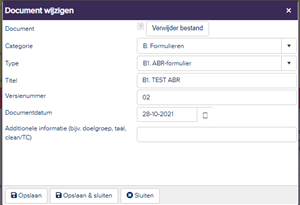 Document wijzigen
Document Verwijder bestand
Categorie B. Formulieren
Type B1. ABR-formulier
Titel B1. TEST ABR
Versienummer 02
Documentdatum 28-10-2021
Additionele informatie (bijv. doelgroep, taal,
clean/TC)
Opslaan Opslaan & sluiten Sluiten